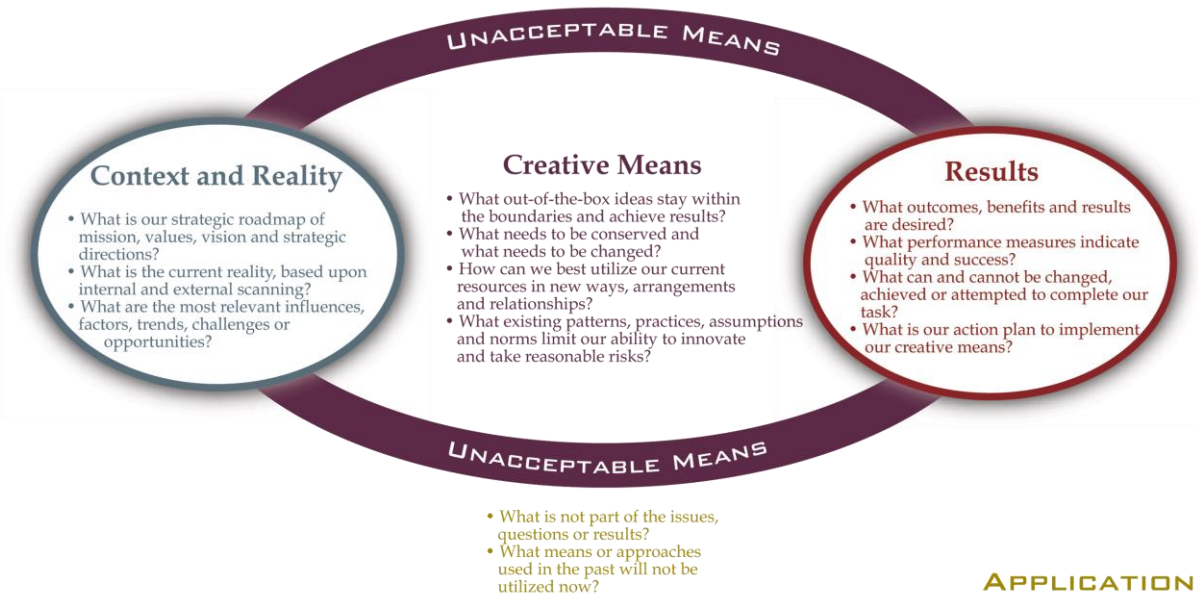 UNACCEPTABLE MEANS
Context and Reality
• What is our strategic roadmap of
mission, values, vision and strategic
directions?
• What is the current reality, based upon
internal and external scanning?
• What are the most relevant influences,
factors, trends, challenges or
opportunities?
Creative Means
• What out-of-the-box ideas stay within
the boundaries and achieve results?
• What needs to be conserved and
what needs to be changed?
• How can we best utilize our current
resources in new ways, arrangements
and relationships?
• What existing patterns, practices, assumptions
and norms limit our ability to innovate
and take reasonable risks?
Results
• What outcomes, benefits and results
are desired?
• What performance measures indicate
quality and success?
• What can and cannot be changed,
achieved or attempted to complete our
task?
• What is our action plan to implement
our creative means?
UNACCEPTABLE MEANS
• What is not part of the issues,
questions or results?
• What means or approaches
used in the past will not be
utilized now?
APPLICATION